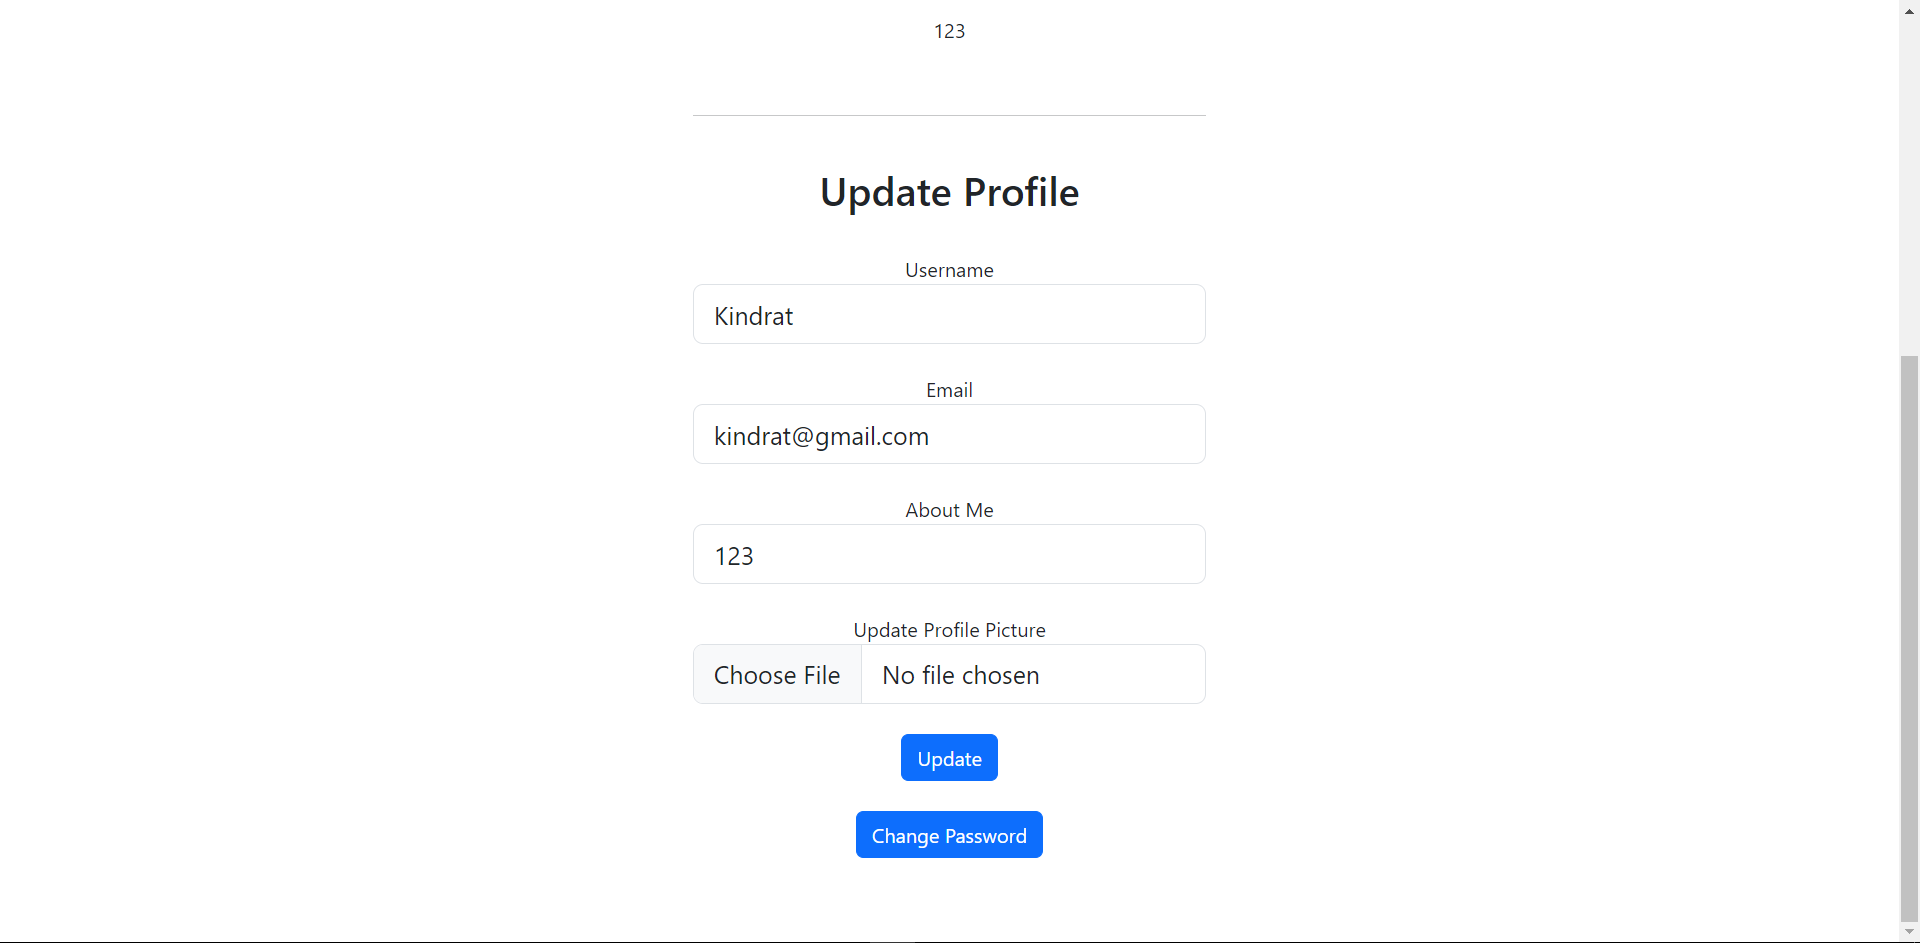 123
Update Profile
Username
Kindrat
Email
kindrat@gmail.com
About Me
123
Update Profile Picture
Choose File No file chosen
Update
Change Password